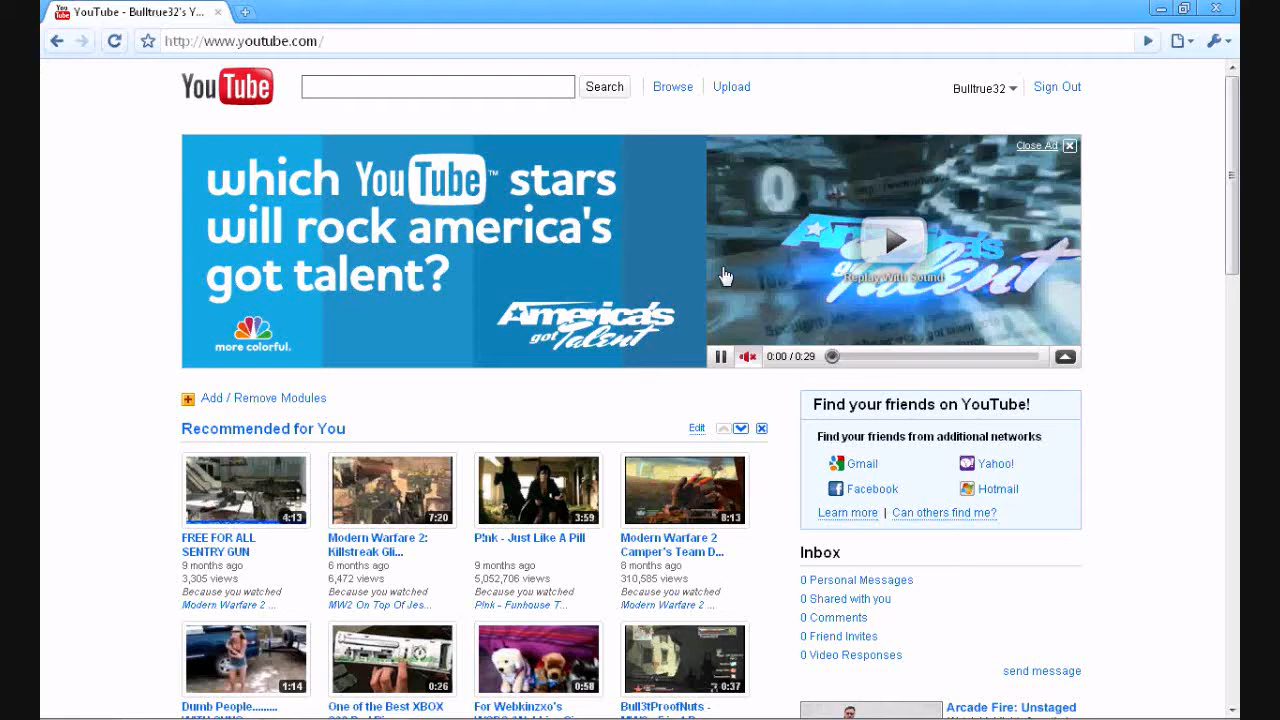 YouTube - Bulltrue32's Y...
http://www.youtube.com/
YouTube
Search
Browse
Upload
Bulltrue32
Sign Out
which YouTube™ stars
will rock america's
got talent?
more colorful.
America's
got Talent
Close Ad
America's
got Talent
Replay With Sound
0:00 / 0:29
Add / Remove Modules
Recommended for You
Edit
4:13
7:20
3:59
8:13
FREE FOR ALL
SENTRY GUN
9 months ago
3,305 views
Because you watched
Modern Warfare 2 ...
Modern Warfare 2:
Killstreak Gli...
6 months ago
6,472 views
Because you watched
MW2 On Top Of Jes...
P!nk - Just Like A Pill
9 months ago
5,052,706 views
Because you watched
P!nk - Funhouse T...
Modern Warfare 2
Camper's Team D...
8 months ago
310,585 views
Because you watched
Modern Warfare 2 ...
1:14
0:26
0:58
0:37
Dumb People.........
One of the Best XBOX
For Webkinzxo's
Bull3tProofNuts -
Find your friends on YouTube!
Find your friends from additional networks
Gmail
Yahoo!
Facebook
Hotmail
Learn more | Can others find me?
Inbox
0 Personal Messages
0 Shared with you
0 Comments
0 Friend Invites
0 Video Responses
send message
Arcade Fire: Unstaged